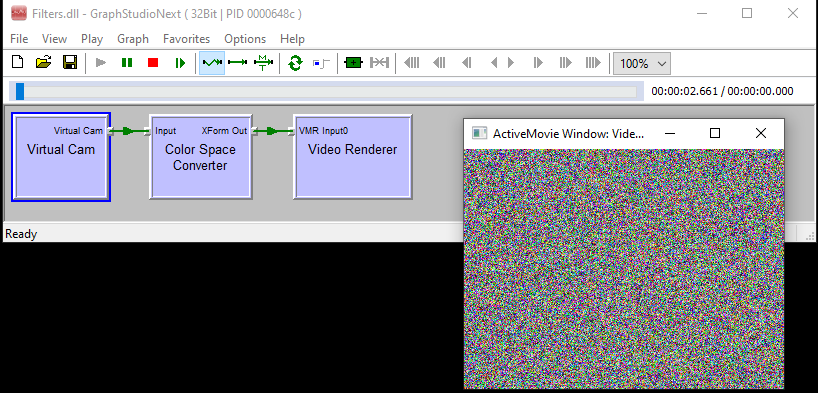 Filters.dll - GraphStudioNext ( 32Bit | PID 0000648c )
File View Play Graph Favorites Options Help
M T
100%
00:00:02.661 / 00:00:00.000
Virtual Cam
Virtual Cam
Input XForm Out
Color Space
Converter
VMR Input0
Video Renderer
ActiveMovie Window: Vide...
Ready